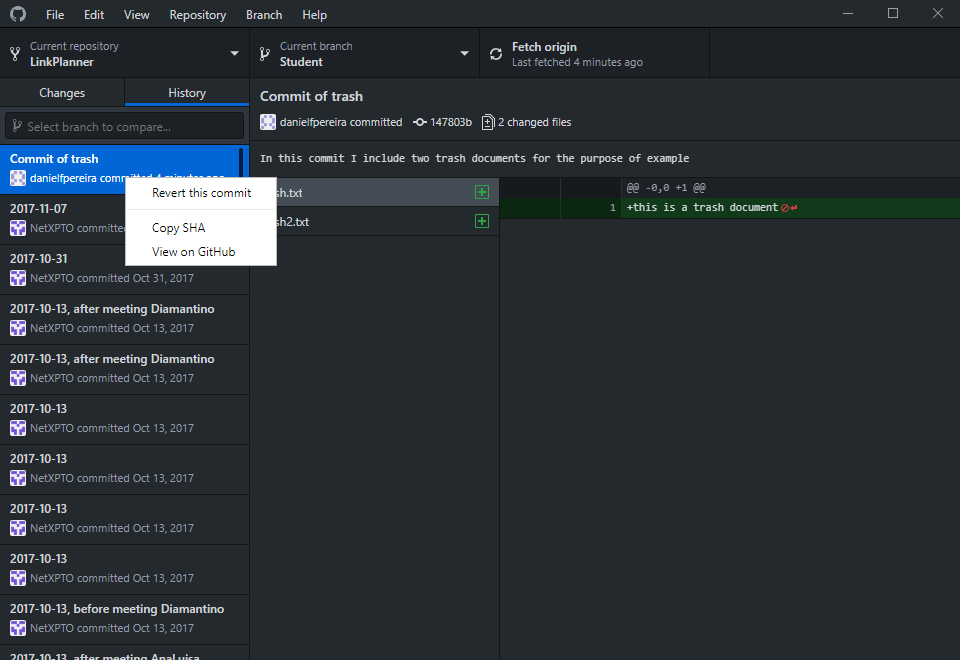 File Edit View Repository Branch Help
Current repository
LinkPlanner
Current branch
Student
Fetch origin
Last fetched 4 minutes ago
Changes History
Select branch to compare...
Commit of trash
danielfpereira committed 4 minutes ago
2017-11-07
NetXPTO committed
2017-10-31
NetXPTO committed Oct 31, 2017
2017-10-13, after meeting Diamantino
NetXPTO committed Oct 13, 2017
2017-10-13, after meeting Diamantino
NetXPTO committed Oct 13, 2017
2017-10-13
NetXPTO committed Oct 13, 2017
2017-10-13
NetXPTO committed Oct 13, 2017
2017-10-13
NetXPTO committed Oct 13, 2017
2017-10-13
NetXPTO committed Oct 13, 2017
2017-10-13, before meeting Diamantino
NetXPTO committed Oct 13, 2017
2017-10-13, after meeting AnaLuisa
Revert this commit
Copy SHA
View on GitHub
Commit of trash
danielfpereira committed 147803b 2 changed files
In this commit I include two trash documents for the purpose of example
sh.txt
sh2.txt
@@ -0,0 +1 @@
1 +this is a trash document